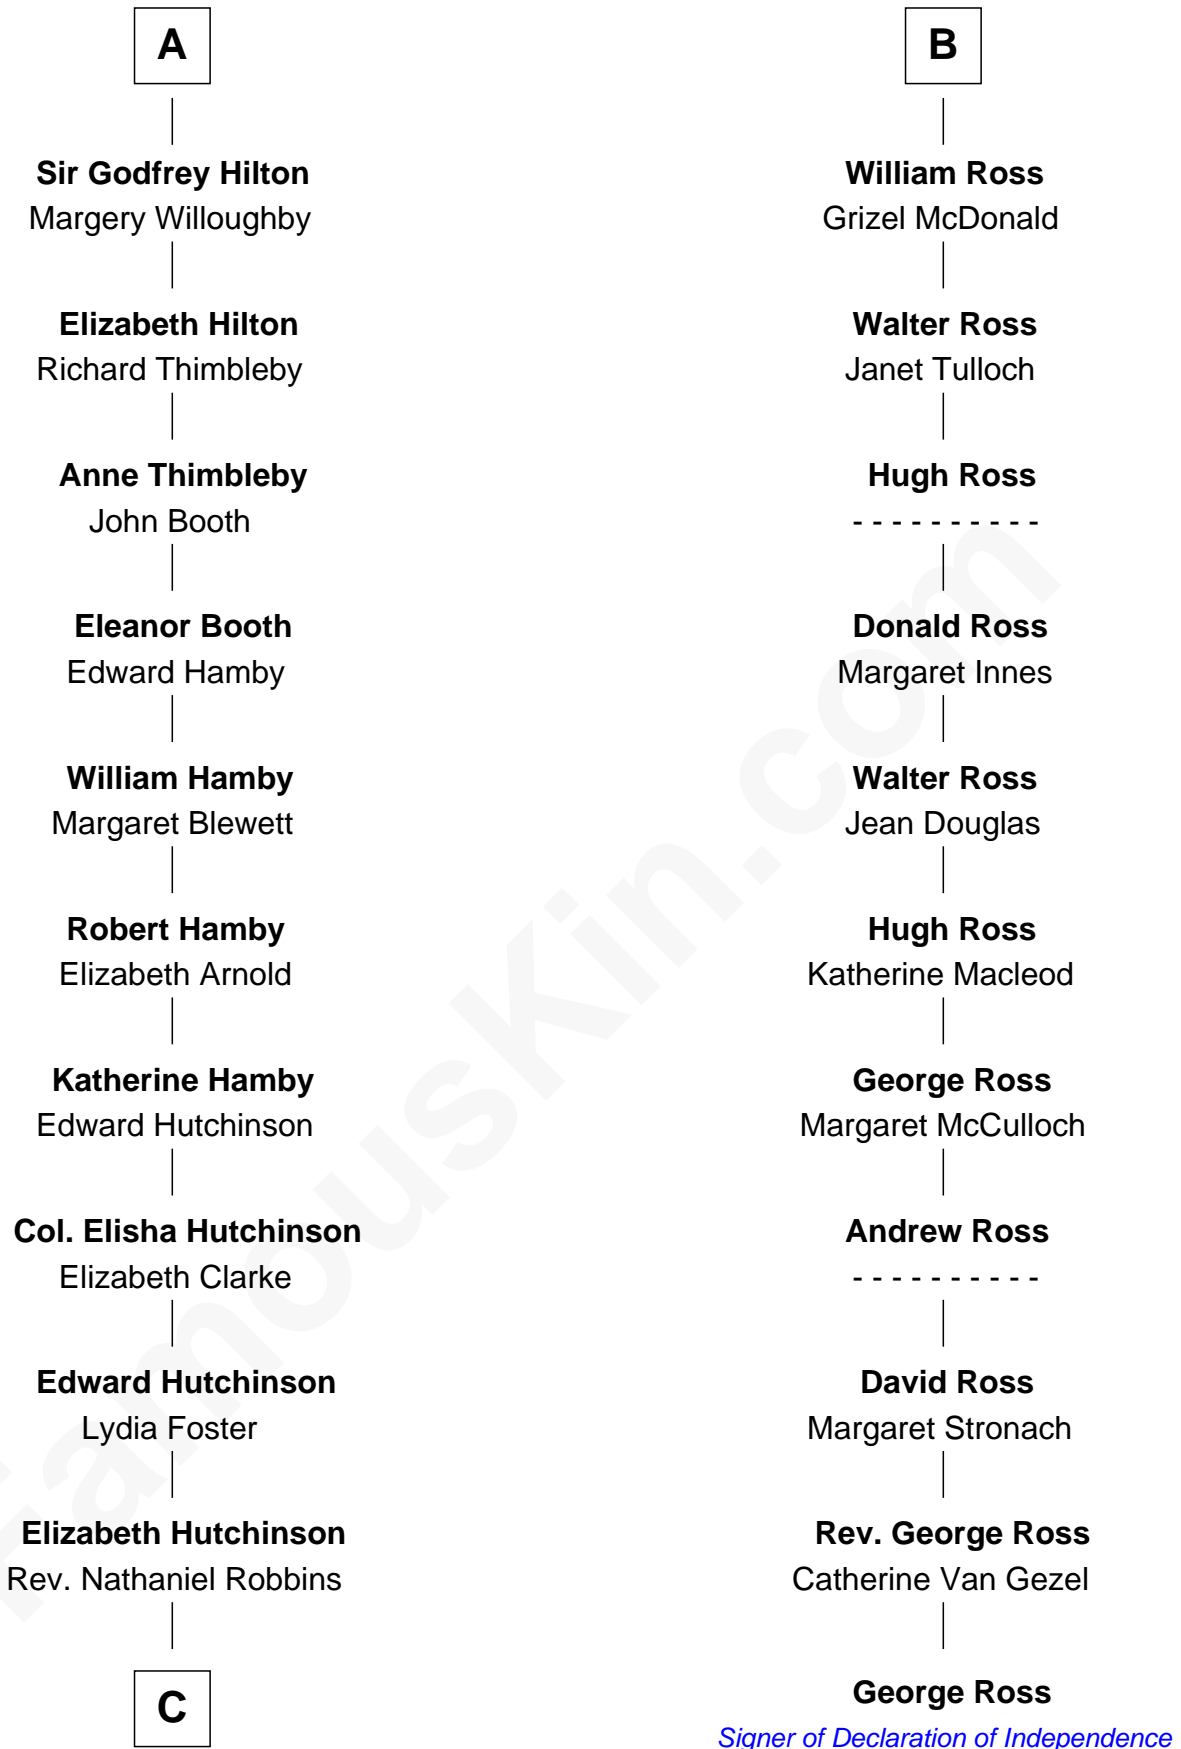 A
Sir Godfrey Hilton
Margery Willoughby
Elizabeth Hilton
Richard Thimbleby
Anne Thimbleby
John Booth
Eleanor Booth
Edward Hamby
William Hamby
Margaret Blewett
Robert Hamby
Elizabeth Arnold
Katherine Hamby
Edward Hutchinson
Col. Elisha Hutchinson
Elizabeth Clarke
Edward Hutchinson
Lydia Foster
Elizabeth Hutchinson
Rev. Nathaniel Robbins
C
B
William Ross
Grizel McDonald
Walter Ross
Janet Tulloch
Hugh Ross
- - - - - - - - - -
Donald Ross
Margaret Innes
Walter Ross
Jean Douglas
Hugh Ross
Katherine Macleod
George Ross
Margaret McCulloch
Andrew Ross
- - - - - - - - - -
David Ross
Margaret Stronach
Rev. George Ross
Catherine Van Gezel
George Ross
Signer of Declaration of Independence
FamousKin.com